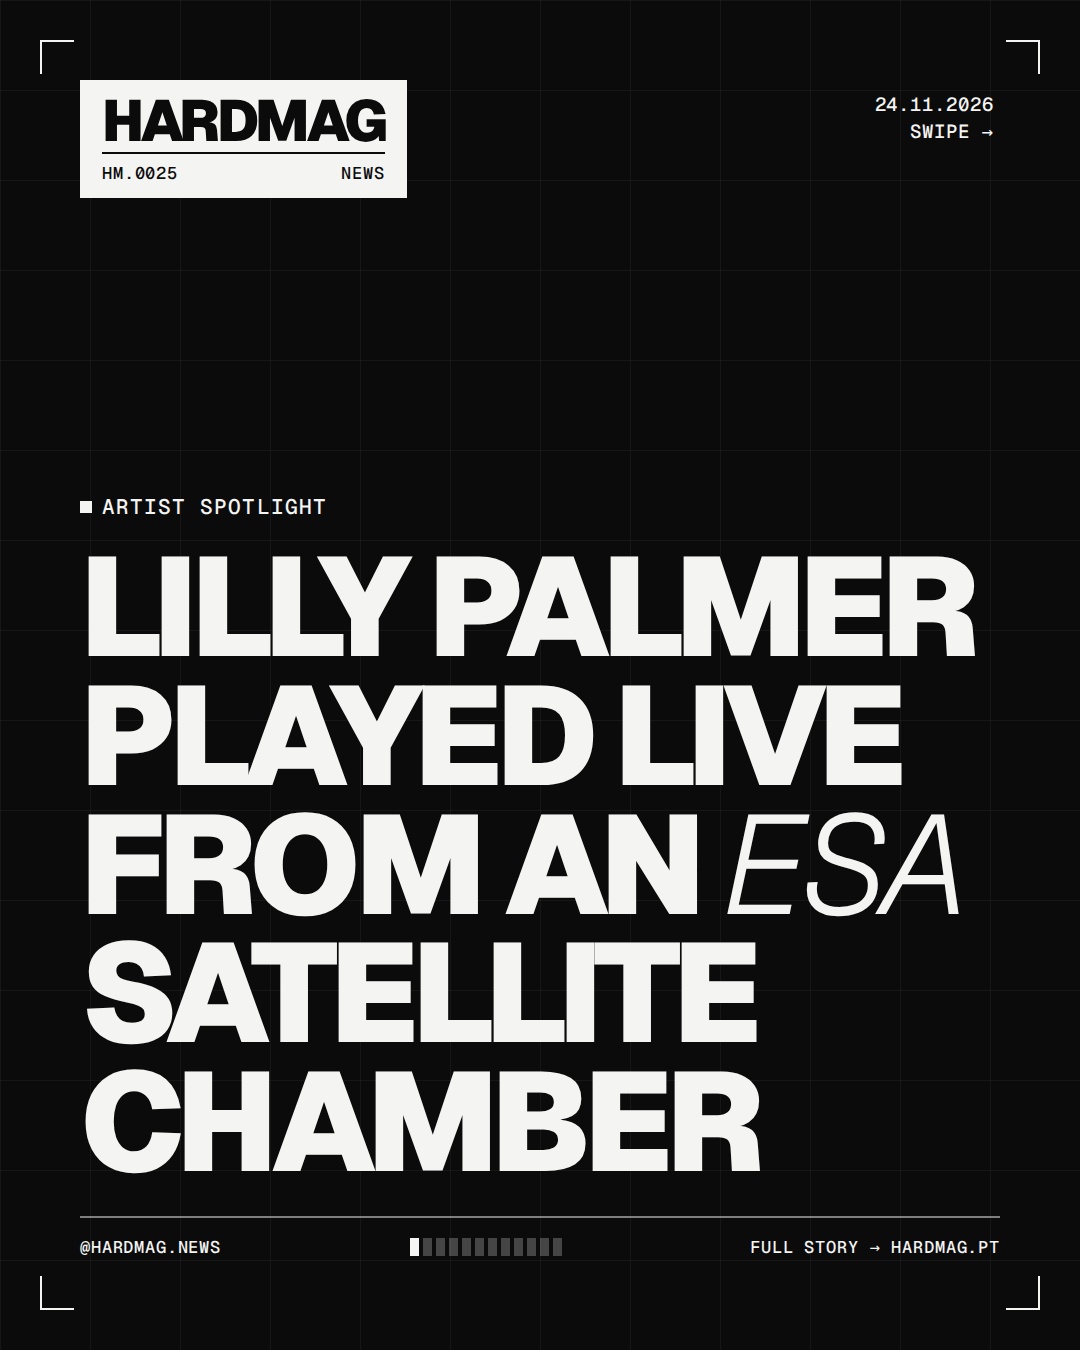 HARDMAG
HM.0025 NEWS
24.11.2026
SWIPE →
ARTIST SPOTLIGHT
LILLY PALMER
PLAYED LIVE
FROM AN ESA
SATELLITE
CHAMBER
@HARDMAG.NEWS
FULL STORY → HARDMAG.PT